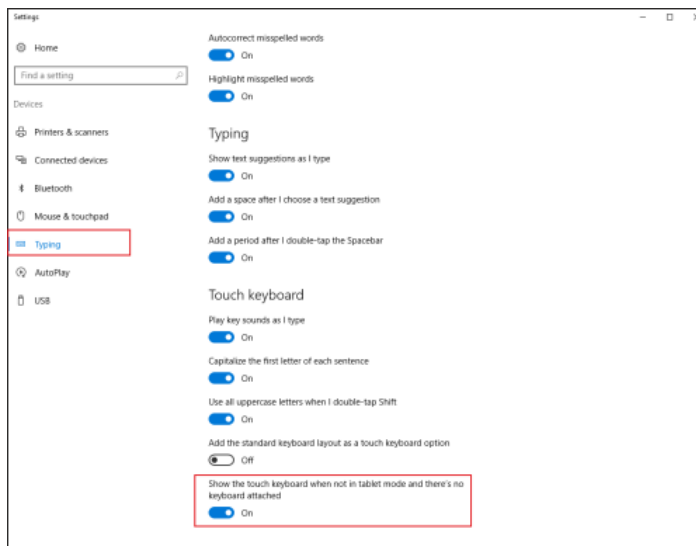 Settings
Home
Find a setting
Devices
Printers & scanners
Connected devices
Bluetooth
Mouse & touchpad
Typing
AutoPlay
USB
Autocorrect misspelled words
On
Highlight misspelled words
On
Typing
Show text suggestions as I type
On
Add a space after I choose a text suggestion
On
Add a period after I double-tap the Spacebar
On
Touch keyboard
Play key sounds as I type
On
Capitalize the first letter of each sentence
On
Use all uppercase letters when I double-tap Shift
On
Add the standard keyboard layout as a touch keyboard option
Off
Show the touch keyboard when not in tablet mode and there's no
keyboard attached
On